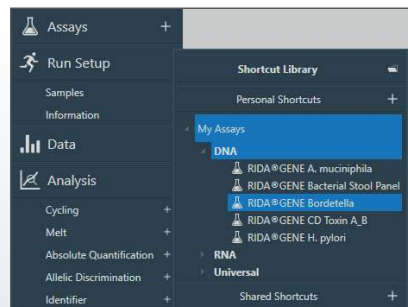 Assays +
Run Setup
Samples
Information
Data
Analysis
Cycling +
Melt +
Absolute Quantification +
Allelic Discrimination +
Identifier +
Shortcut Library
Personal Shortcuts +
My Assays
DNA
RIDA®GENE A. muciniphila
RIDA®GENE Bacterial Stool Panel
RIDA®GENE Bordetella
RIDA®GENE CD Toxin A_B
RIDA®GENE H. pylori
RNA
Universal
Shared Shortcuts +